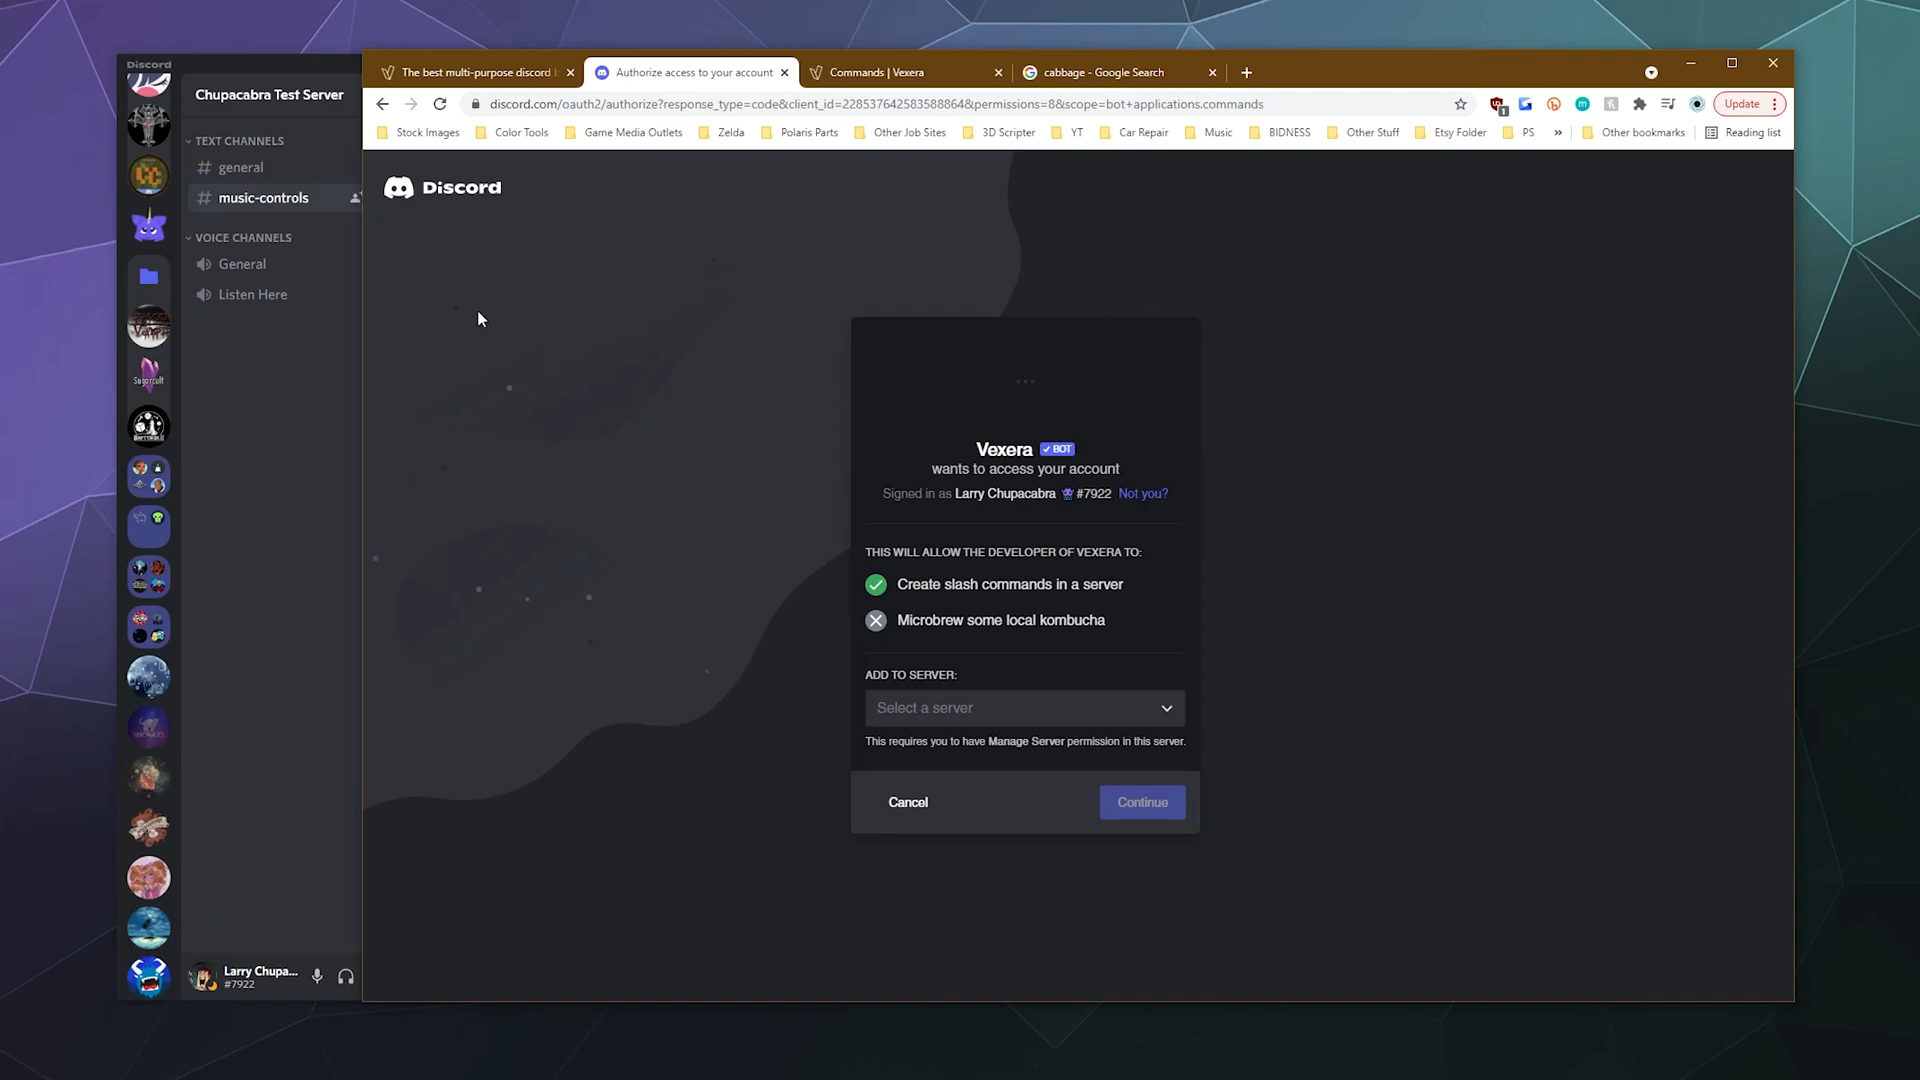 Discord
Chupacabra Test Server
TEXT CHANNELS
general
music-controls
VOICE CHANNELS
General
Listen Here
Larry Chupa...
#7922
The best multi-purpose discord
Authorize access to your account
Commands | Vexera
cabbage - Google Search
discord.com/oauth2/authorize?response_type=code&client_id=228537642583588864&permissions=8&scope=bot+applications.commands
Update
Stock Images
Color Tools
Game Media Outlets
Zelda
Polaris Parts
Other Job Sites
3D Scripter
YT
Car Repair
Music
BIDNESS
Other Stuff
Etsy Folder
PS
Other bookmarks
Reading list
Discord
Vexera BOT
wants to access your account
Signed in as Larry Chupacabra #7922 Not you?
THIS WILL ALLOW THE DEVELOPER OF VEXERA TO:
Create slash commands in a server
Microbrew some local kombucha
ADD TO SERVER:
Select a server
This requires you to have Manage Server permission in this server.
Cancel
Continue